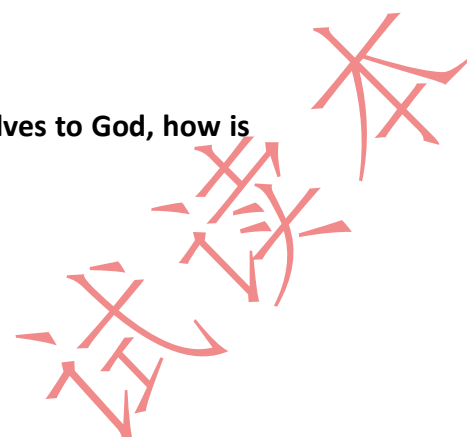 lves to God, how is
试读本